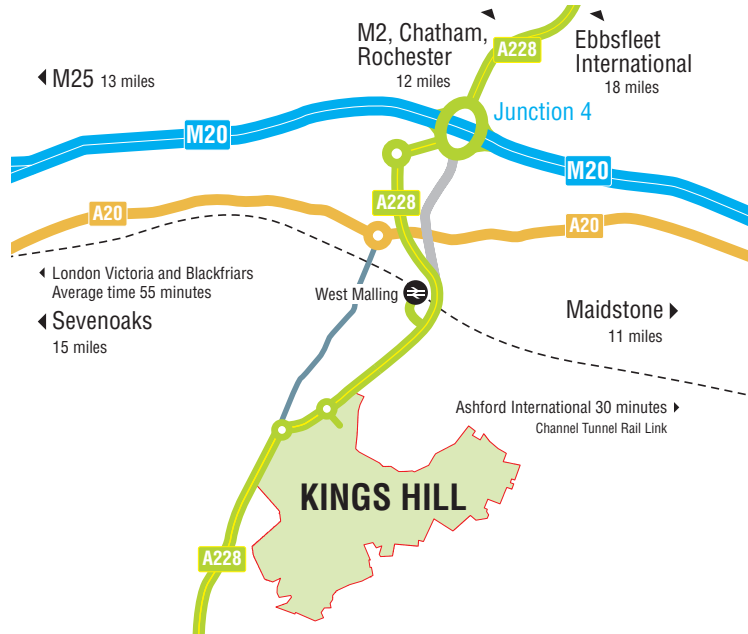 M2, Chatham,
Rochester
12 miles
A228
Ebbsfleet
International
18 miles
M25 13 miles
Junction 4
M20
M20
A228
A20
A20
London Victoria and Blackfriars
Average time 55 minutes
West Malling
Sevenoaks
15 miles
Maidstone
11 miles
Ashford International 30 minutes
Channel Tunnel Rail Link
KINGS HILL
A228